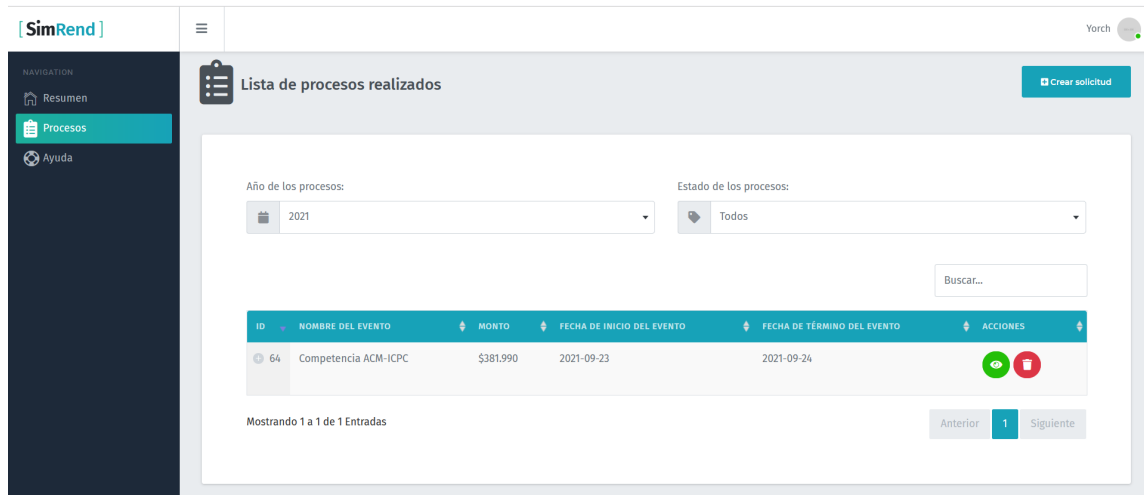 [ SimRend ]
Yorch
NAVIGATION
Resumen
Procesos
Ayuda
Lista de procesos realizados
Crear solicitud
Año de los procesos:
2021
Estado de los procesos:
Todos
Buscar...
ID NOMBRE DEL EVENTO MONTO FECHA DE INICIO DEL EVENTO FECHA DE TÉRMINO DEL EVENTO ACCIONES
64 Competencia ACM-ICPC $381.990 2021-09-23 2021-09-24
Mostrando 1 a 1 de 1 Entradas
Anterior 1 Siguiente